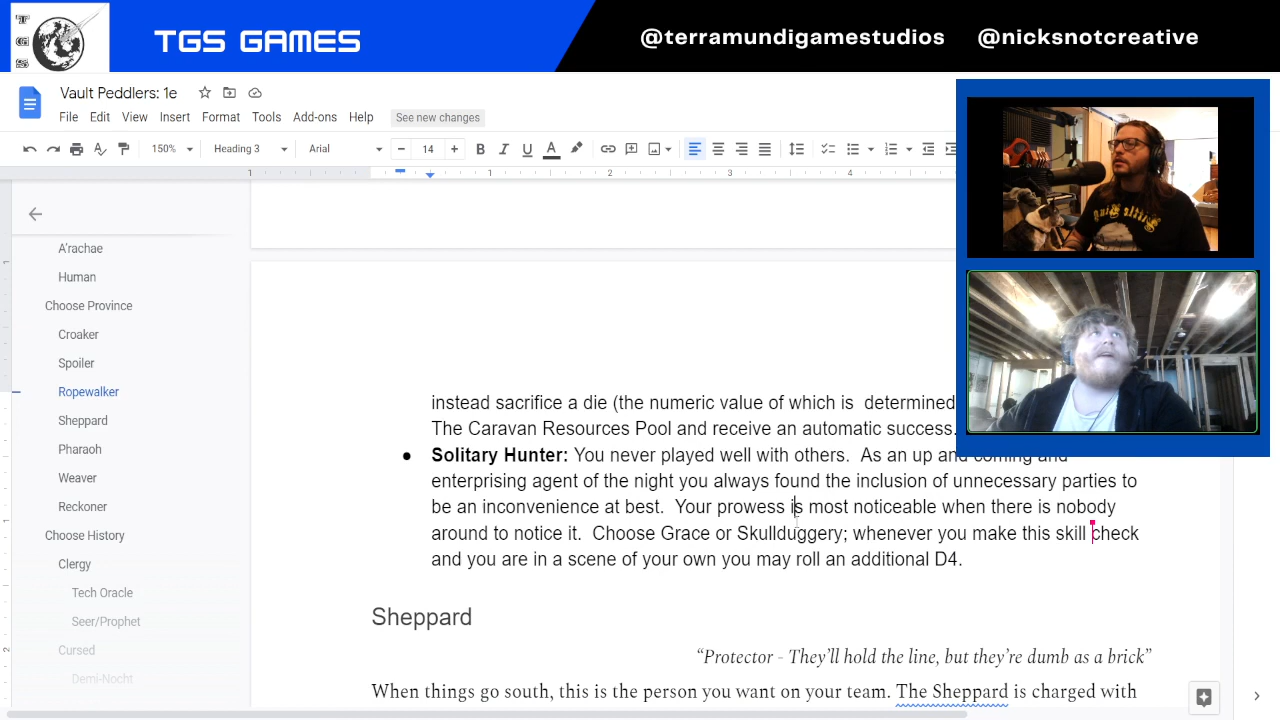 TGS
TGS GAMES
@terramundigamestudios @nicksnotcreative
Vault Peddlers: 1e
File Edit View Insert Format Tools Add-ons Help See new changes
150% Heading 3 Arial 14
1 1 2 3 4
A'rachae
Human
Choose Province
Croaker
Spoiler
Ropewalker
Sheppard
Pharaoh
Weaver
Reckoner
Choose History
Clergy
Tech Oracle
Seer/Prophet
Cursed
Demi-Nocht
instead sacrifice a die (the numeric value of which is determined
The Caravan Resources Pool and receive an automatic success.
● Solitary Hunter: You never played well with others. As an up and coming and
enterprising agent of the night you always found the inclusion of unnecessary parties to
be an inconvenience at best. Your prowess is most noticeable when there is nobody
around to notice it. Choose Grace or Skullduggery; whenever you make this skill check
and you are in a scene of your own you may roll an additional D4.
Sheppard
“Protector - They’ll hold the line, but they’re dumb as a brick”
When things go south, this is the person you want on your team. The Sheppard is charged with